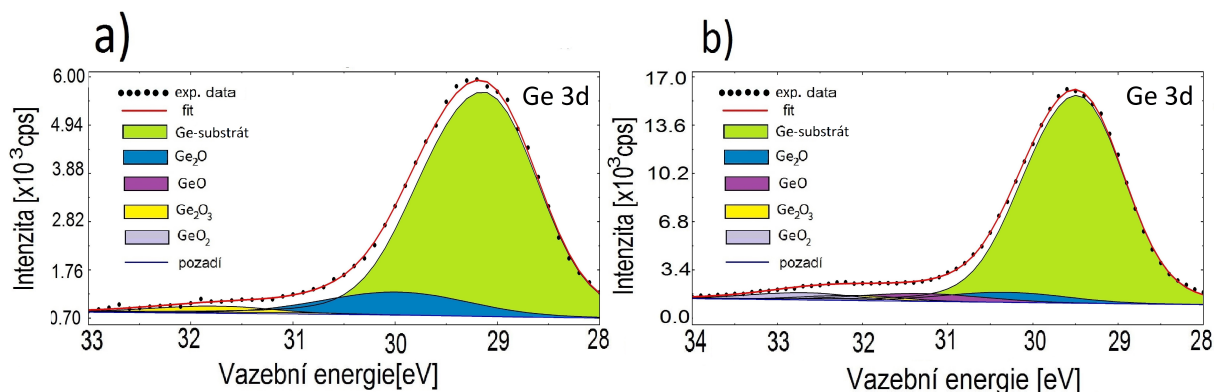 a)
Intenzita [x10⁻³cps]
6.00
4.94
3.88
2.82
1.76
0.70
exp. data
fit
Ge-substrát
Ge₂O
GeO
Ge₂O₃
GeO₂
pozadí
Ge 3d
33 32 31 30 29 28
Vazební energie[eV]
b)
Intenzita [x10³cps]
17.0
13.6
10.2
6.8
3.4
0.0
exp. data
fit
Ge-substrát
Ge₂O
GeO
Ge₂O₃
GeO₂
pozadí
Ge 3d
34 33 32 31 30 29 28
Vazební energie [eV]